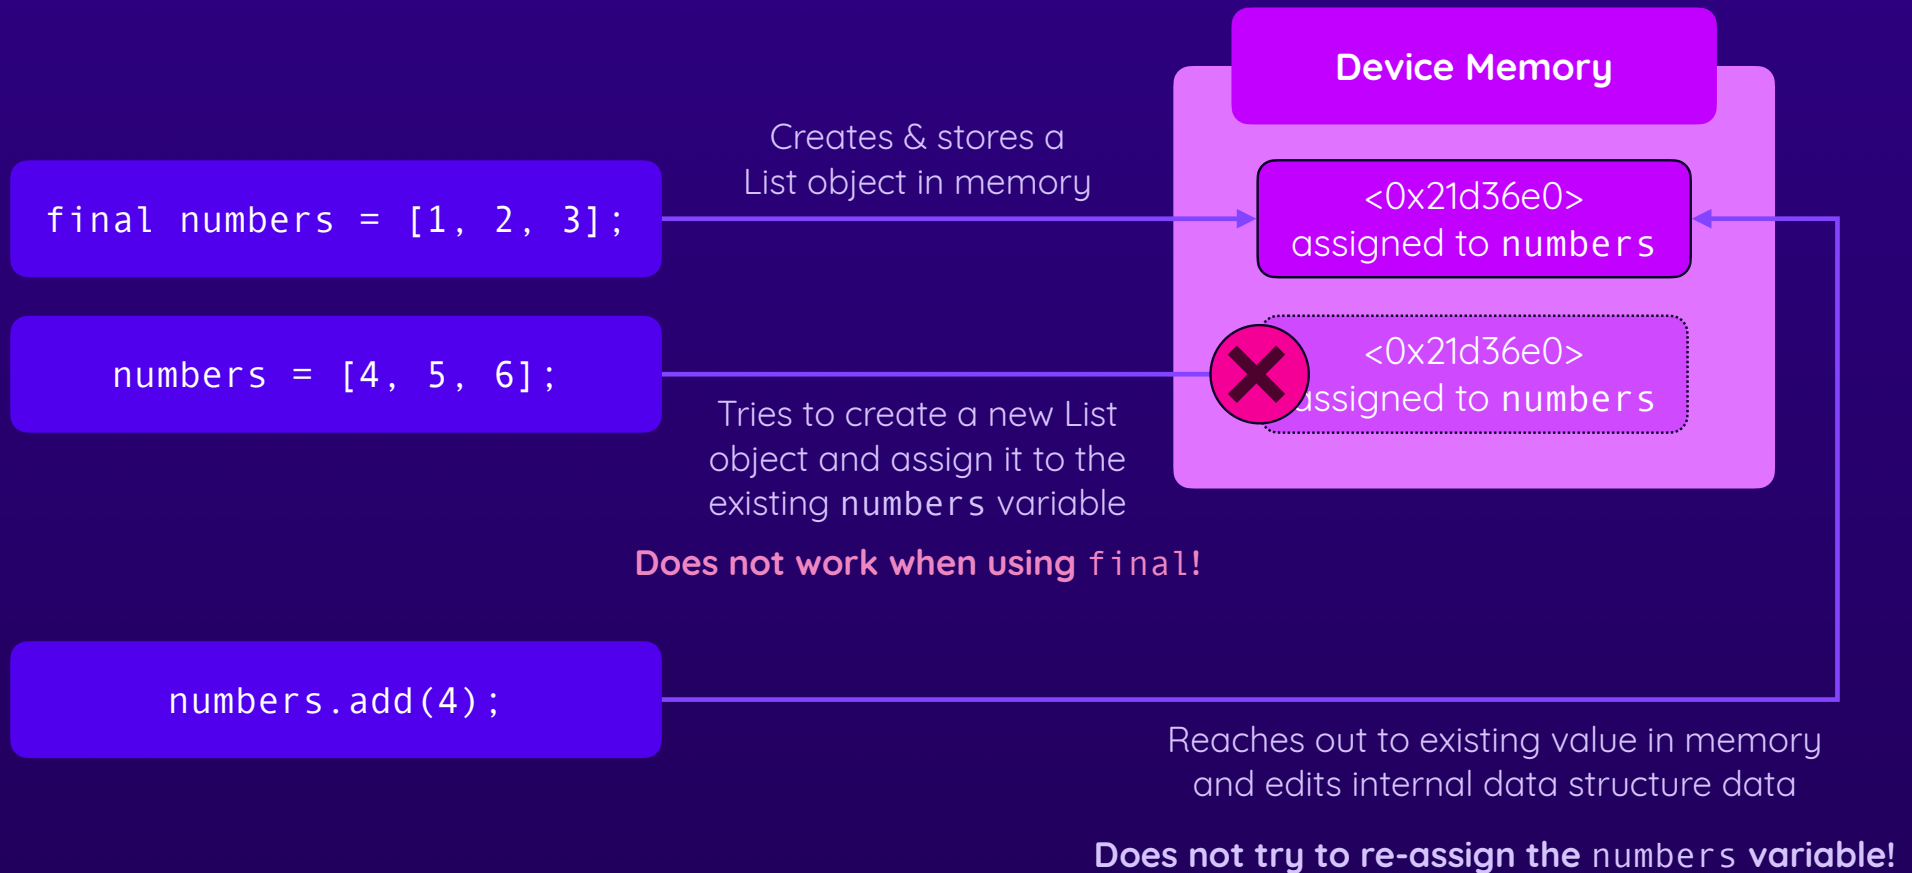 Device Memory
Creates & stores a
List object in memory
final numbers = [1, 2, 3];
<0x21d36e0>
assigned to numbers
numbers = [4, 5, 6];
<0x21d36e0>
assigned to numbers
Tries to create a new List
object and assign it to the
existing numbers variable
Does not work when using final!
numbers.add(4);
Reaches out to existing value in memory
and edits internal data structure data
Does not try to re-assign the numbers variable!